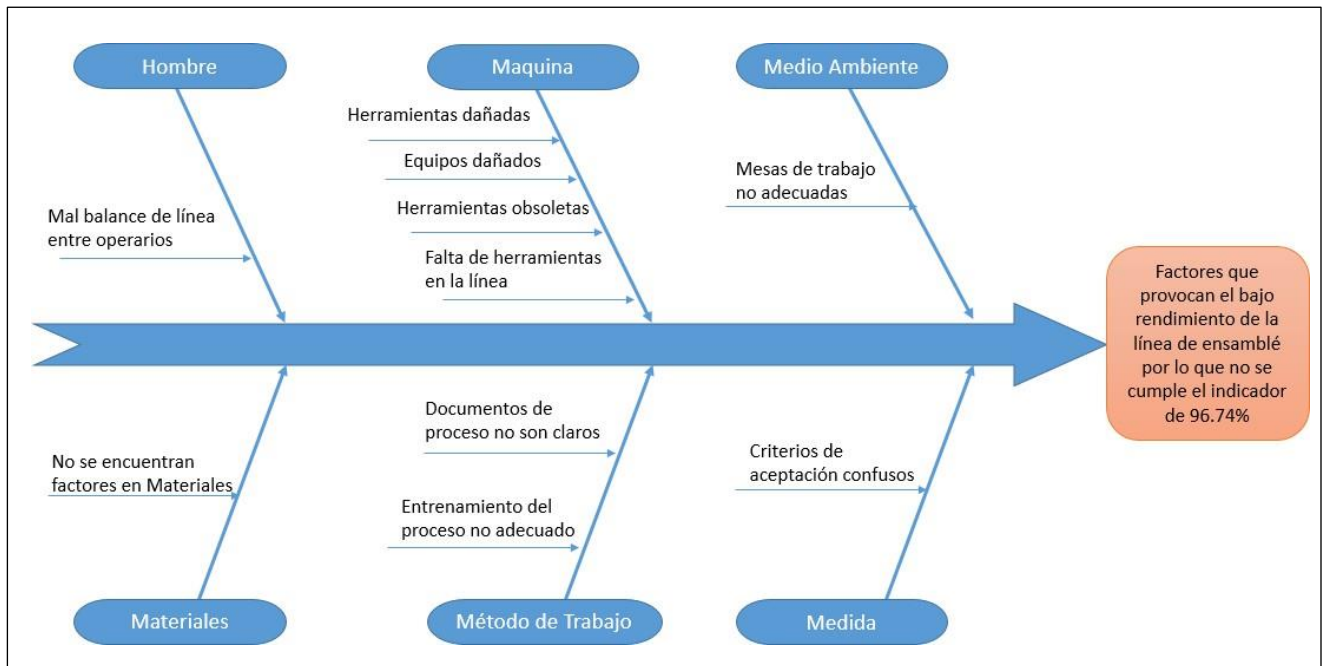 Hombre
Maquina
Medio Ambiente
Herramientas dañadas
Equipos dañados
Herramientas obsoletas
Falta de herramientas
en la línea
Mal balance de línea
entre operarios
Mesas de trabajo
no adecuadas
Factores que
provocan el bajo
rendimiento de la
línea de ensamblé
por lo que no se
cumple el indicador
de 96.74%
No se encuentran
factores en Materiales
Documentos de
proceso no son claros
Entrenamiento del
proceso no adecuado
Criterios de
aceptación confusos
Materiales
Método de Trabajo
Medida